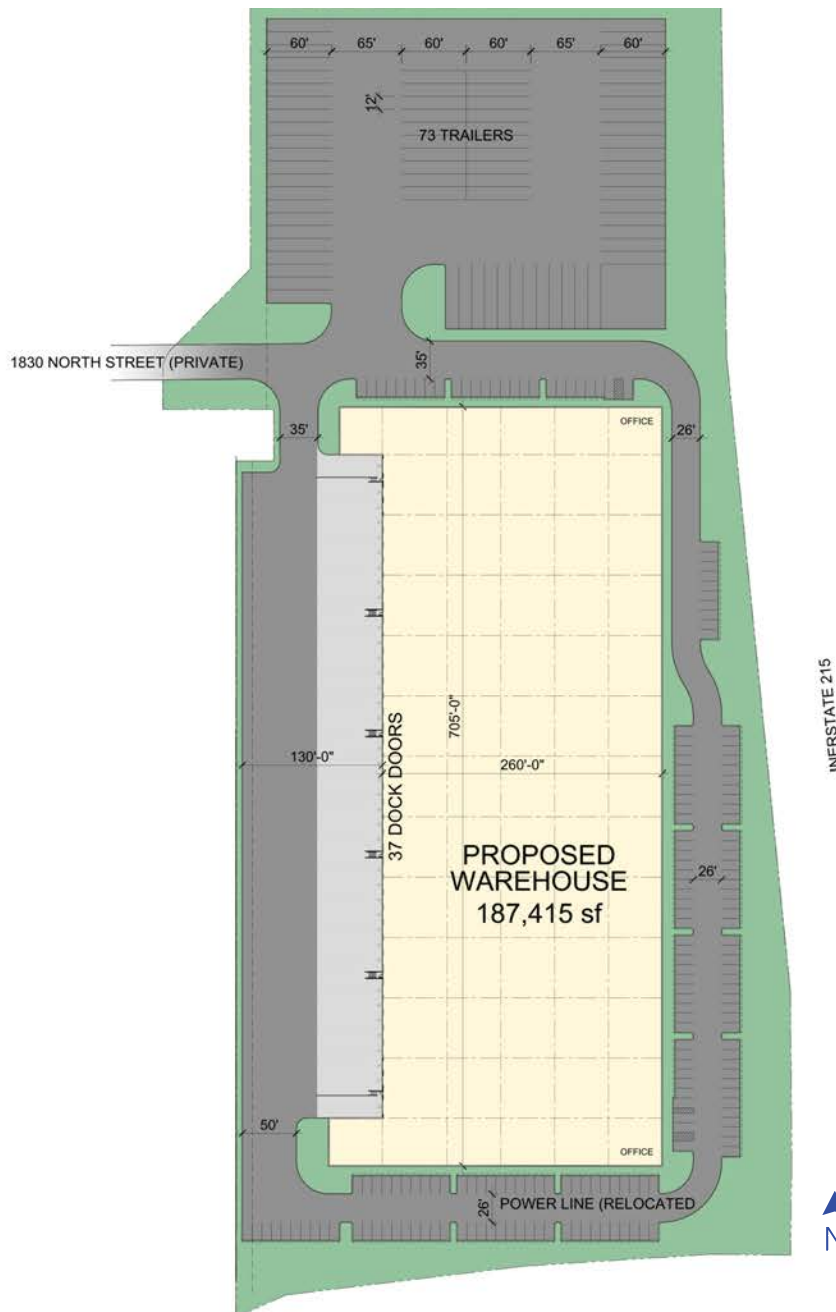 60' 65' 60' 60' 65' 60'
12'
73 TRAILERS
1830 NORTH STREET (PRIVATE)
35'
OFFICE
35'
26'
INERSTATE 215
705'-0"
37 DOCK DOORS
130'-0"
260'-0"
PROPOSED
WAREHOUSE
187,415 sf
26'
50'
OFFICE
26'
POWER LINE (RELOCATED
N